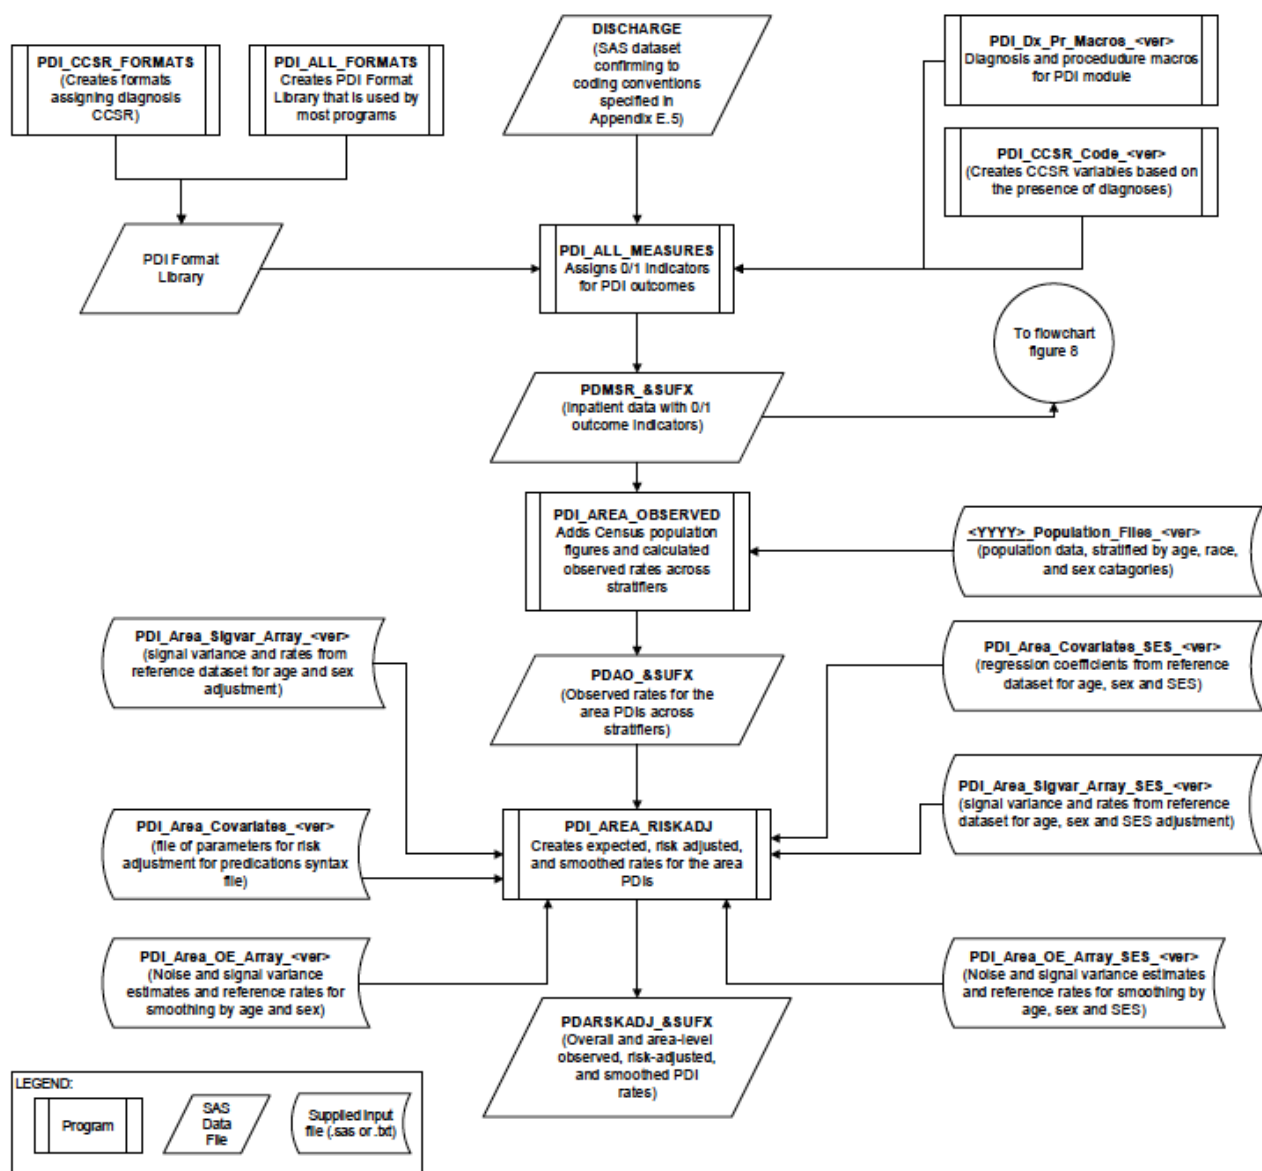 DISCHARGE
(SAS dataset
confirming to
coding conventions
specified in
Appendix E.5)
PDI_CCSR_FORMATS
(Creates formats
assigning diagnosis
CCSR)
PDI_ALL_FORMATS
Creates PDI Format
Library that is used by
most programs
PDI_Dx_Pr_Macros_<ver>
Diagnosis and procedudure macros
for PDI module
PDI_CCSR_Code_<ver>
(Creates CCSR variables based on
the presence of diagnoses)
PDI Format
Library
PDI_ALL_MEASURES
Assigns 0/1 indicators
for PDI outcomes
To flowchart
figure 8
PDMSR_&SUFX
(Inpatient data with 0/1
outcome indicators)
PDI_AREA_OBSERVED
Adds Census population
figures and calculated
observed rates across
stratifiers
<YYYY>_Population_Files_<ver>
(population data, stratified by age, race,
and sex catagories)
PDI_Area_Sigvar_Array_<ver>
(signal variance and rates from
reference dataset for age and sex
adjustment)
PDAO_&SUFX
(Observed rates for the
area PDIs across
stratifiers)
PDI_Area_Covariates_SES_<ver>
(regression coefficients from reference
dataset for age, sex and SES)
PDI_Area_Sigvar_Array_SES_<ver>
(signal variance and rates from reference
dataset for age, sex and SES adjustment)
PDI_Area_Covariates_<ver>
(file of parameters for risk
adjustment for predications syntax
file)
PDI_AREA_RISKADJ
Creates expected, risk adjusted,
and smoothed rates for the area
PDIs
PDI_Area_OE_Array_<ver>
(Noise and signal variance
estimates and reference rates for
smoothing by age and sex)
PDI_Area_OE_Array_SES_<ver>
(Noise and signal variance estimates
and reference rates for smoothing by
age, sex and SES)
PDARSKADJ_&SUFX
(Overall and area-level
observed, risk-adjusted,
and smoothed PDI
rates)
LEGEND:
Program
SAS
Data
File
Supplied Input
file (.sas or .txt)